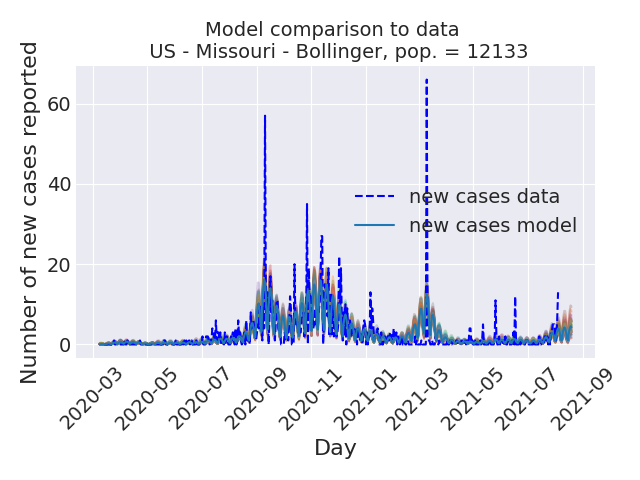 Model comparison to data
US - Missouri - Bollinger, pop. = 12133
Number of new cases reported
60
40
20
0
new cases data
new cases model
2020-03
2020-05
2020-07
2020-09
2020-11
2021-01
2021-03
2021-05
2021-07
2021-09
Day